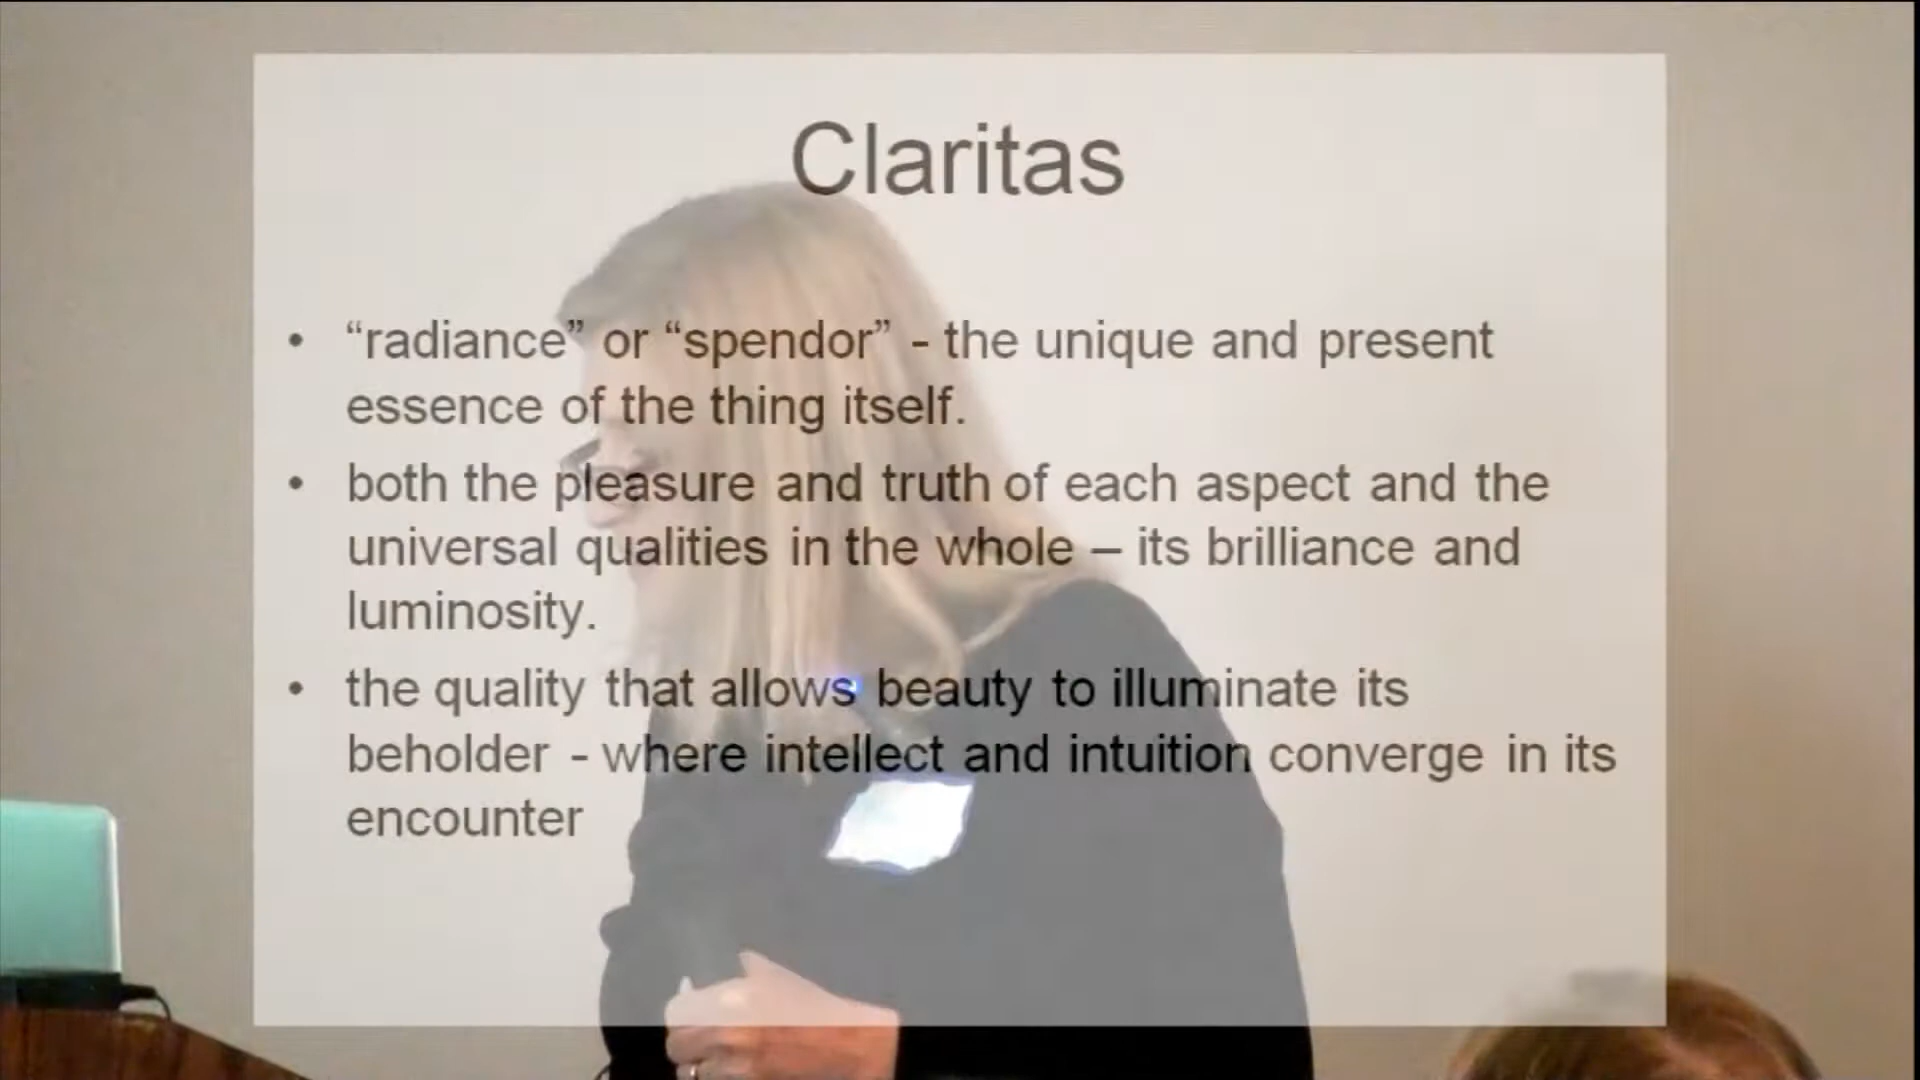 Claritas
• “radiance” or “spendor” - the unique and present
essence of the thing itself.
• both the pleasure and truth of each aspect and the
universal qualities in the whole – its brilliance and
luminosity.
• the quality that allows beauty to illuminate its
beholder - where intellect and intuition converge in its
encounter